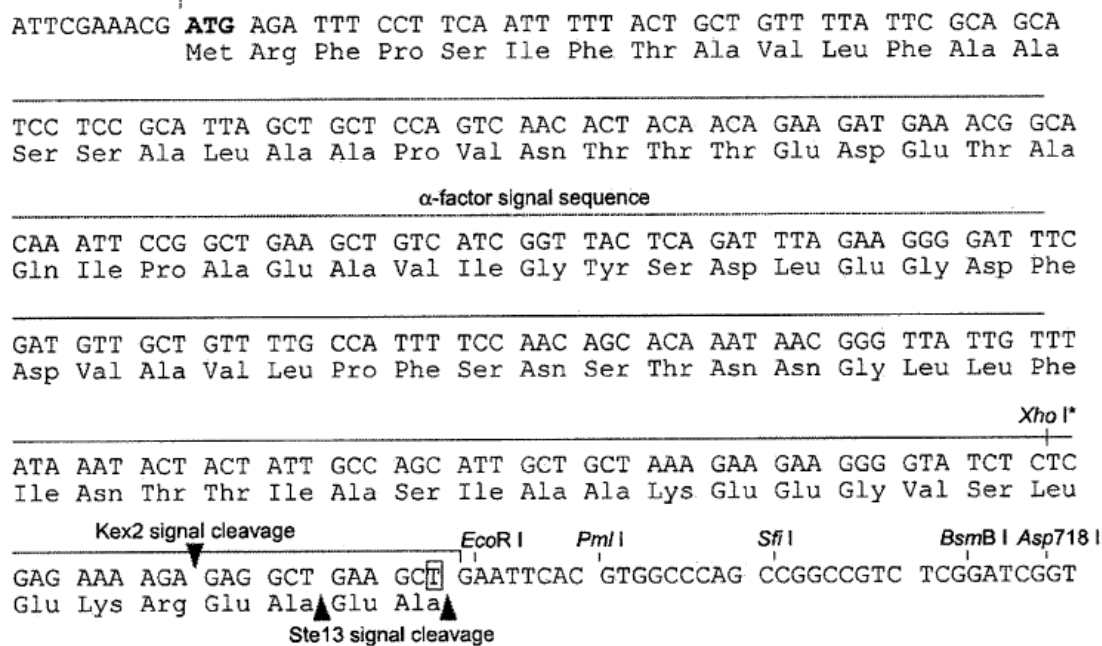 ATTCGAAACG ATG AGA TTT CCT TCA ATT TTT ACT GCT GTT TTA TTC GCA GCA
Met Arg Phe Pro Ser Ile Phe Thr Ala Val Leu Phe Ala Ala
TCC TCC GCA TTA GCT GCT CCA GTC AAC ACT ACA ACA GAA GAT GAA ACG GCA
Ser Ser Ala Leu Ala Ala Pro Val Asn Thr Thr Thr Glu Asp Glu Thr Ala
α-factor signal sequence
CAA ATT CCG GCT GAA GCT GTC ATC GGT TAC TCA GAT TTA GAA GGG GAT TTC
Gln Ile Pro Ala Glu Ala Val Ile Gly Tyr Ser Asp Leu Glu Gly Asp Phe
GAT GTT GCT GTT TTG CCA TTT TCC AAC AGC ACA AAT AAC GGG TTA TTG TTT
Asp Val Ala Val Leu Pro Phe Ser Asn Ser Thr Asn Asn Gly Leu Leu Phe
Xho I*
ATA AAT ACT ACT ATT GCC AGC ATT GCT GCT AAA GAA GAA GGG GTA TCT CTC
Ile Asn Thr Thr Ile Ala Ser Ile Ala Ala Lys Glu Glu Gly Val Ser Leu
Kex2 signal cleavage EcoR I Pml I Sfi I BsmB I Asp718 I
GAG AAA AGA GAG GCT GAA GCT GAATTCAC GTGGCCCAG CCGGCCGTC TCGGATCGGT
Glu Lys Arg Glu Ala Glu Ala
Ste13 signal cleavage